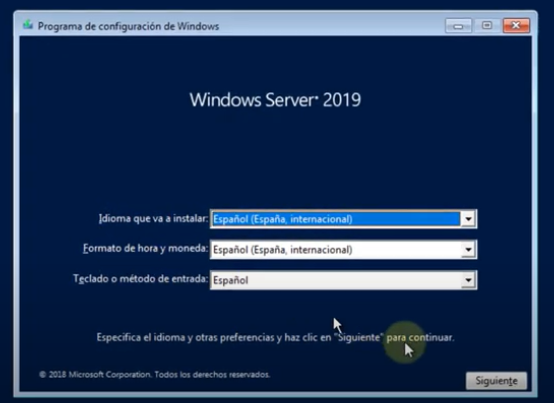 Programa de configuración de Windows
Windows Server® 2019
Idioma que va a instalar: Español (España, internacional)
Formato de hora y moneda: Español (España, internacional)
Teclado o método de entrada: Español
Especifica el idioma y otras preferencias y haz clic en "Siguiente" para continuar.
© 2018 Microsoft Corporation. Todos los derechos reservados.
Siguiente